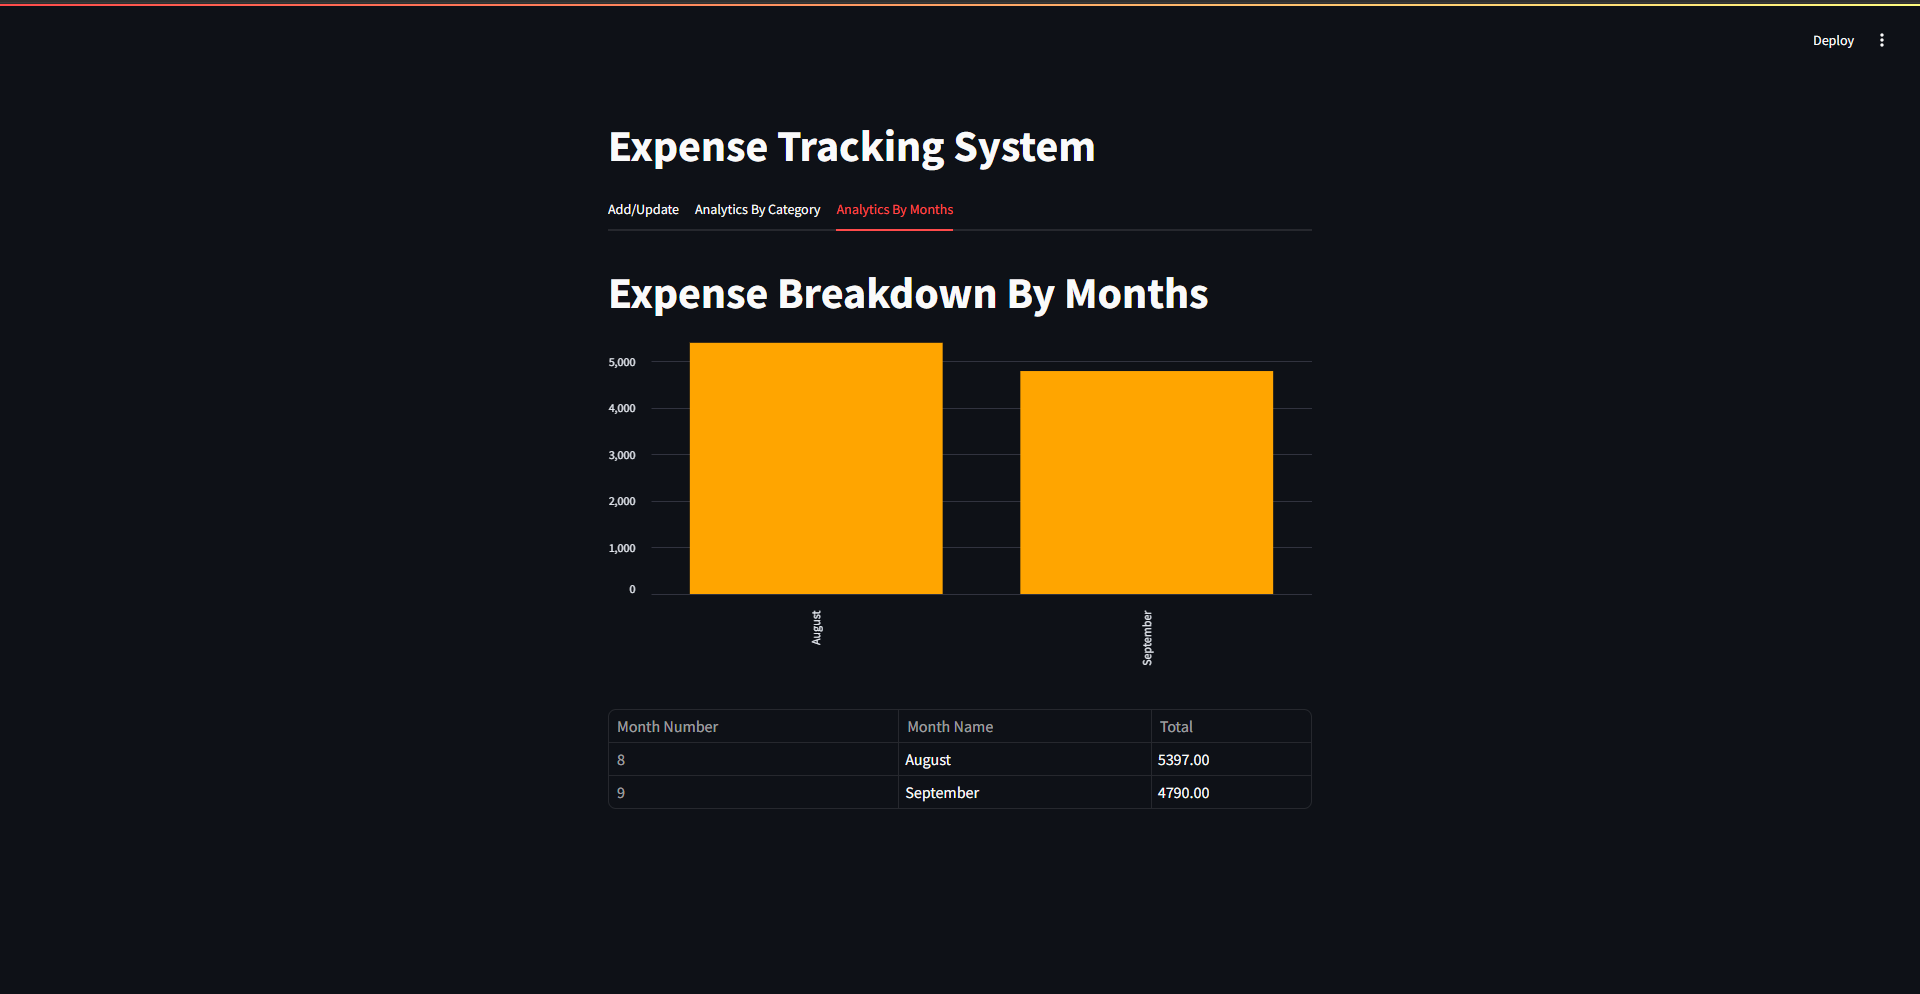 Deploy
Expense Tracking System
Add/Update Analytics By Category Analytics By Months
Expense Breakdown By Months
5,000
4,000
3,000
2,000
1,000
0
August September
Month Number Month Name Total
8 August 5397.00
9 September 4790.00